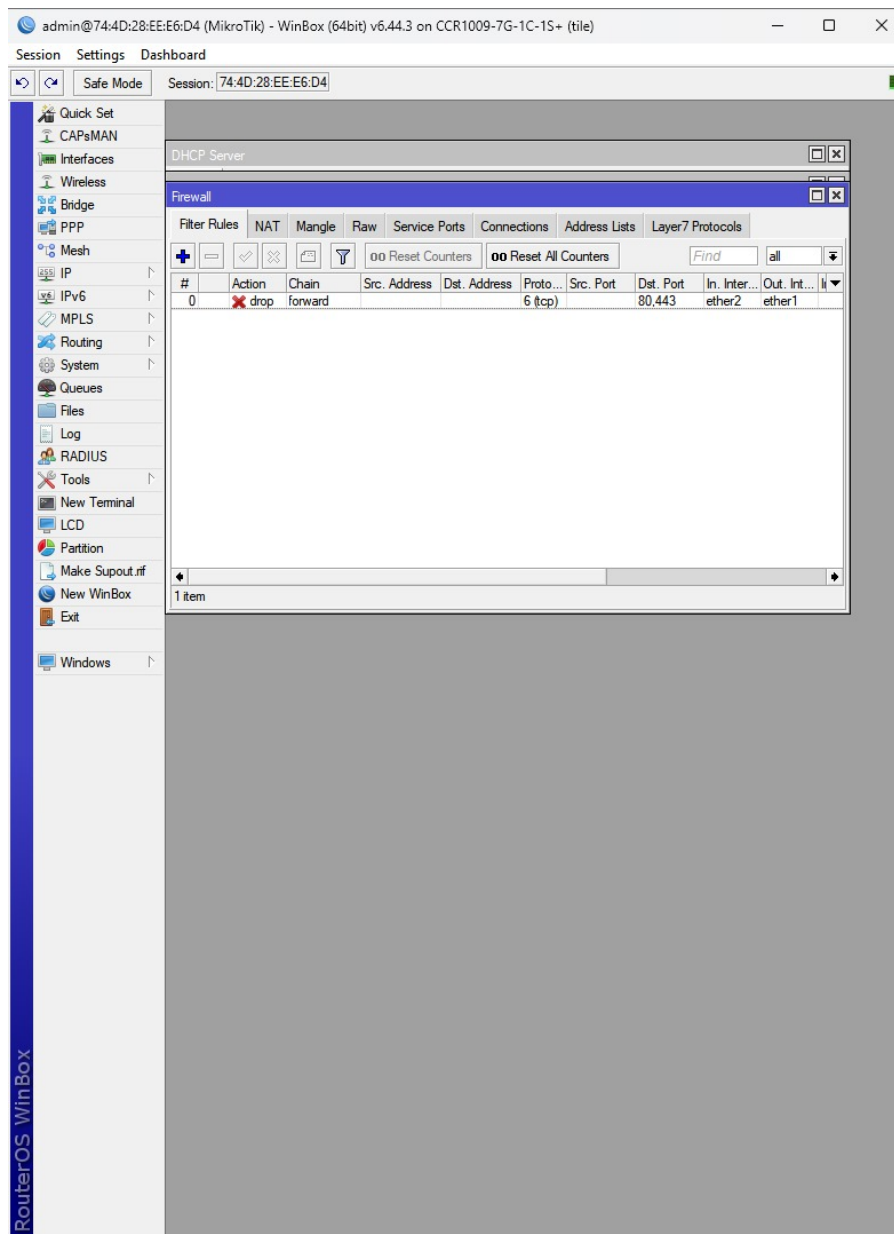 admin@74:4D:28:EE:E6:D4 (MikroTik) - WinBox (64bit) v6.44.3 on CCR1009-7G-1C-1S+ (tile)
Session Settings Dashboard
Safe Mode Session: 74:4D:28:EE:E6:D4
Quick Set
CAPsMAN
Interfaces
Wireless
Bridge
PPP
Mesh
IP
IPv6
MPLS
Routing
System
Queues
Files
Log
RADIUS
Tools
New Terminal
LCD
Partition
Make Supout.rif
New WinBox
Exit
Windows
RouterOS WinBox
DHCP Server
Firewall
Filter Rules NAT Mangle Raw Service Ports Connections Address Lists Layer7 Protocols
00 Reset Counters 00 Reset All Counters Find all
# Action Chain Src. Address Dst. Address Proto... Src. Port Dst. Port In. Inter... Out. Int...
0 drop forward 6 (tcp) 80,443 ether2 ether1
1 item